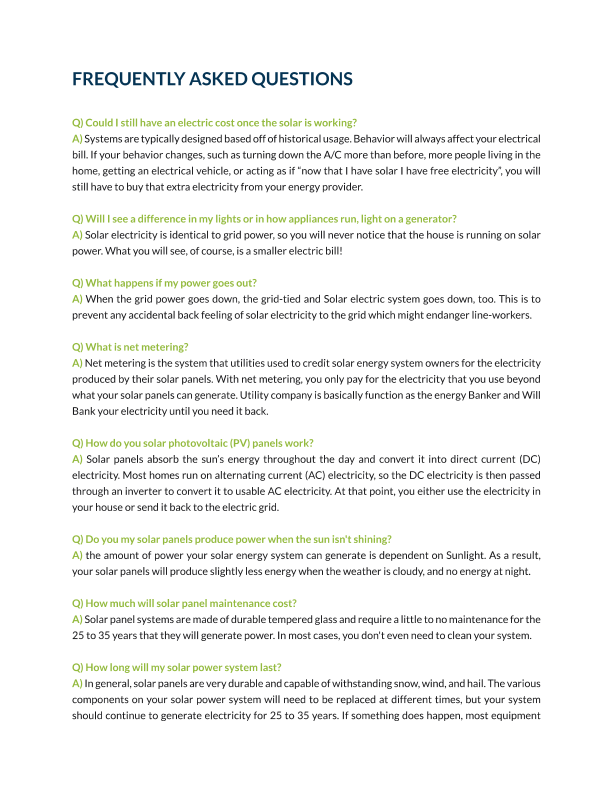 FREQUENTLY ASKED QUESTIONS
Q) Could I still have an electric cost once the solar is working?
A) Systems are typically designed based off of historical usage. Behavior will always affect your electrical
bill. If your behavior changes, such as turning down the A/C more than before, more people living in the
home, getting an electrical vehicle, or acting as if “now that I have solar I have free electricity”, you will
still have to buy that extra electricity from your energy provider.
Q) Will I see a difference in my lights or in how appliances run, light on a generator?
A) Solar electricity is identical to grid power, so you will never notice that the house is running on solar
power. What you will see, of course, is a smaller electric bill!
Q) What happens if my power goes out?
A) When the grid power goes down, the grid-tied and Solar electric system goes down, too. This is to
prevent any accidental back feeling of solar electricity to the grid which might endanger line-workers.
Q) What is net metering?
A) Net metering is the system that utilities used to credit solar energy system owners for the electricity
produced by their solar panels. With net metering, you only pay for the electricity that you use beyond
what your solar panels can generate. Utility company is basically function as the energy Banker and Will
Bank your electricity until you need it back.
Q) How do you solar photovoltaic (PV) panels work?
A) Solar panels absorb the sun’s energy throughout the day and convert it into direct current (DC)
electricity. Most homes run on alternating current (AC) electricity, so the DC electricity is then passed
through an inverter to convert it to usable AC electricity. At that point, you either use the electricity in
your house or send it back to the electric grid.
Q) Do you my solar panels produce power when the sun isn't shining?
A) the amount of power your solar energy system can generate is dependent on Sunlight. As a result,
your solar panels will produce slightly less energy when the weather is cloudy, and no energy at night.
Q) How much will solar panel maintenance cost?
A) Solar panel systems are made of durable tempered glass and require a little to no maintenance for the
25 to 35 years that they will generate power. In most cases, you don't even need to clean your system.
Q) How long will my solar power system last?
A) In general, solar panels are very durable and capable of withstanding snow, wind, and hail. The various
components on your solar power system will need to be replaced at different times, but your system
should continue to generate electricity for 25 to 35 years. If something does happen, most equipment